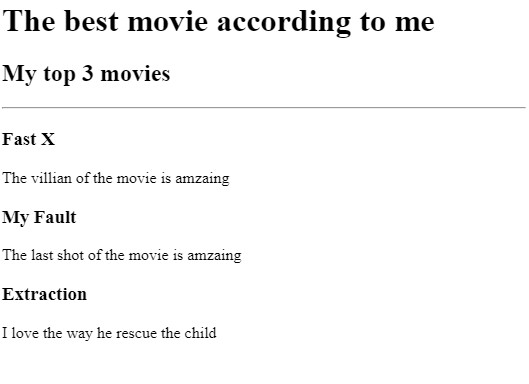 The best movie according to me
My top 3 movies
Fast X
The villian of the movie is amzaing
My Fault
The last shot of the movie is amzaing
Extraction
I love the way he rescue the child